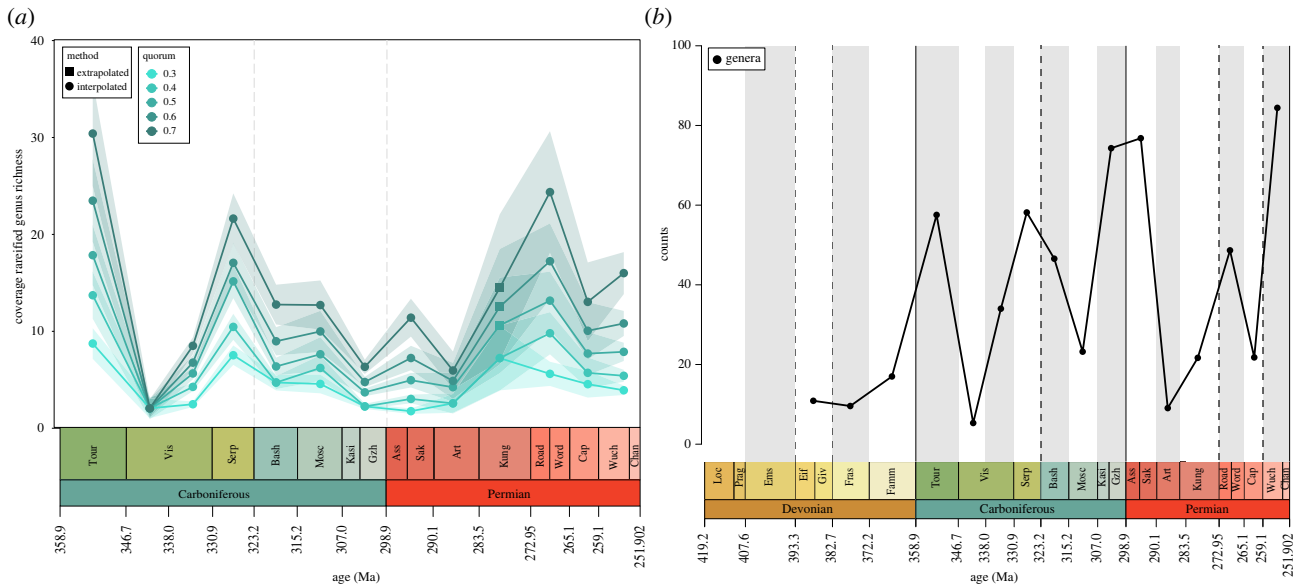 (a)
40
30
20
10
0
coverage rareified genus richness
method
extrapolated
interpolated
quorum
0.3
0.4
0.5
0.6
0.7
Tour Vis Serp Bash Mosc Kasi Gzh Ass Sak Art Kung Road Word Cap Wuch Chan
Carboniferous Permian
358.9 346.7 338.0 330.9 323.2 315.2 307.0 298.9 290.1 283.5 272.95 265.1 259.1 251.902
age (Ma)
(b)
100
80
60
40
20
0
counts
genera
Loc Prag Ems Eif Giv Fras Famm Tour Vis Serp Bash Mosc Kasi Gzh Ass Sak Art Kung Road Word Cap Wuch Chan
Devonian Carboniferous Permian
419.2 407.6 393.3 382.7 372.2 358.9 346.7 338.0 330.9 323.2 315.2 307.0 298.9 290.1 283.5 272.95 265.1 259.1 251.902
age (Ma)